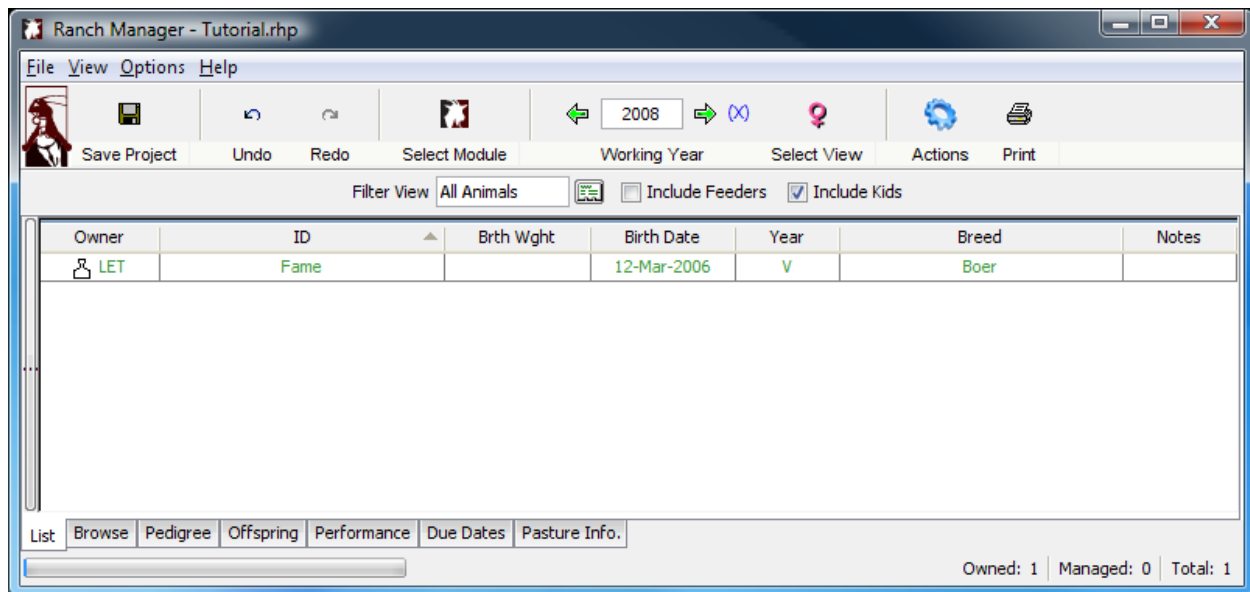 Ranch Manager - Tutorial.rhp
File View Options Help
2008 (X)
Save Project Undo Redo Select Module Working Year Select View Actions Print
Filter View All Animals Include Feeders Include Kids
Owner ID Brth Wght Birth Date Year Breed Notes
LET Fame 12-Mar-2006 V Boer
List Browse Pedigree Offspring Performance Due Dates Pasture Info.
Owned: 1 Managed: 0 Total: 1